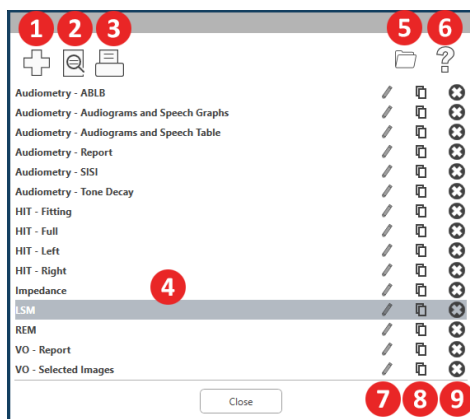 1 2 3 5 6
Audiometry - ABLB
Audiometry - Audiograms and Speech Graphs
Audiometry - Audiograms and Speech Table
Audiometry - Report
Audiometry - SISI
Audiometry - Tone Decay
HIT - Fitting
HIT - Full
HIT - Left
HIT - Right
Impedance 4
LSM
REM
VO - Report
VO - Selected Images
Close 7 8 9